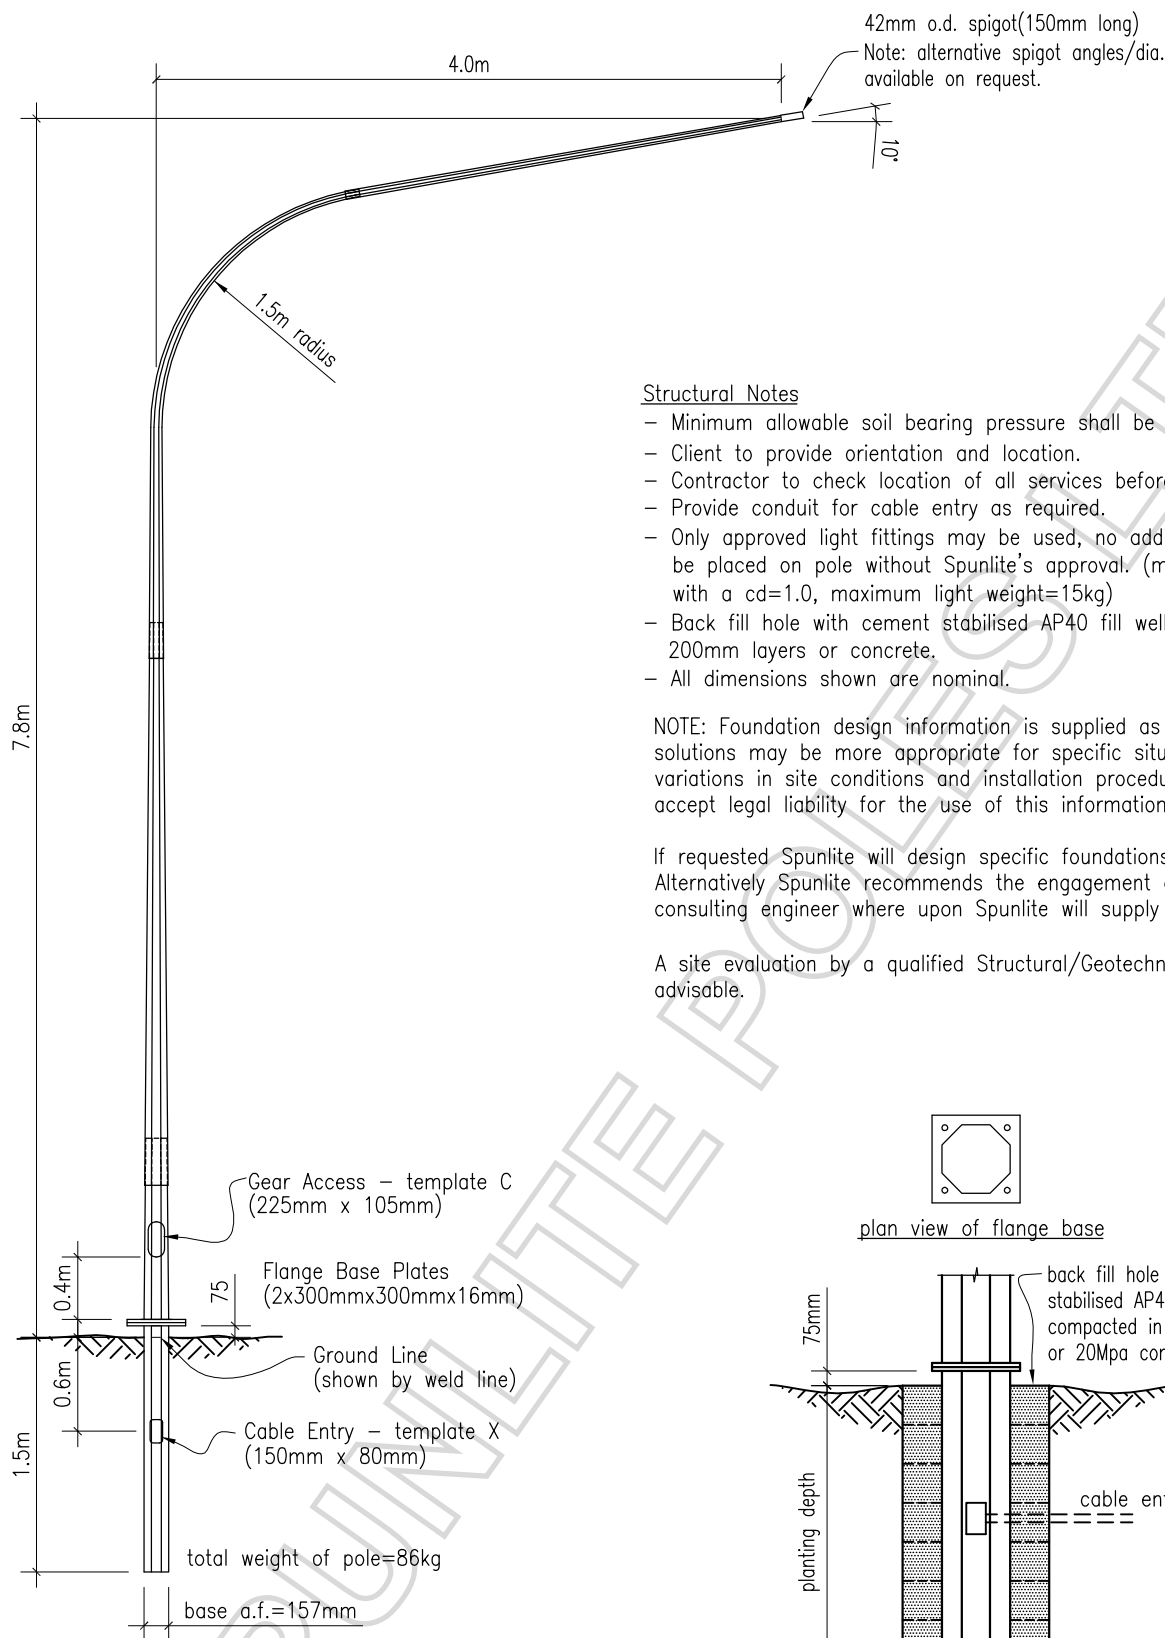 42mm o.d. spigot(150mm long)
Note: alternative spigot angles/dia.
available on request.
4.0m
10°
1.5m radius
Structural Notes
– Minimum allowable soil bearing pressure shall be
– Client to provide orientation and location.
– Contractor to check location of all services before
– Provide conduit for cable entry as required.
– Only approved light fittings may be used, no add
be placed on pole without Spunlite's approval. (m
with a cd=1.0, maximum light weight=15kg)
– Back fill hole with cement stabilised AP40 fill well
200mm layers or concrete.
– All dimensions shown are nominal.
7.8m
NOTE: Foundation design information is supplied as
solutions may be more appropriate for specific situ
variations in site conditions and installation procedu
accept legal liability for the use of this information
If requested Spunlite will design specific foundations
Alternatively Spunlite recommends the engagement
consulting engineer where upon Spunlite will supply
A site evaluation by a qualified Structural/Geotechn
advisable.
Gear Access – template C
(225mm x 105mm)
plan view of flange base
0.4m
75
Flange Base Plates
(2x300mmx300mmx16mm)
75mm
back fill hole
stabilised AP4
compacted in
or 20Mpa con
0.6m
Ground Line
(shown by weld line)
1.5m
Cable Entry – template X
(150mm x 80mm)
planting depth
cable ent
total weight of pole=86kg
base a.f.=157mm
SPUNLITE POLES LT